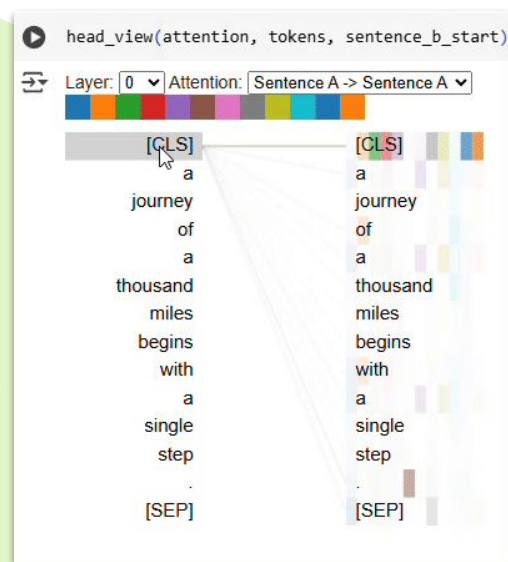 head_view(attention, tokens, sentence_b_start)
Layer: 0 Attention: Sentence A -> Sentence A
[CLS] [CLS]
a a
journey journey
of of
a a
thousand thousand
miles miles
begins begins
with with
a a
single single
step step
. .
[SEP] [SEP]